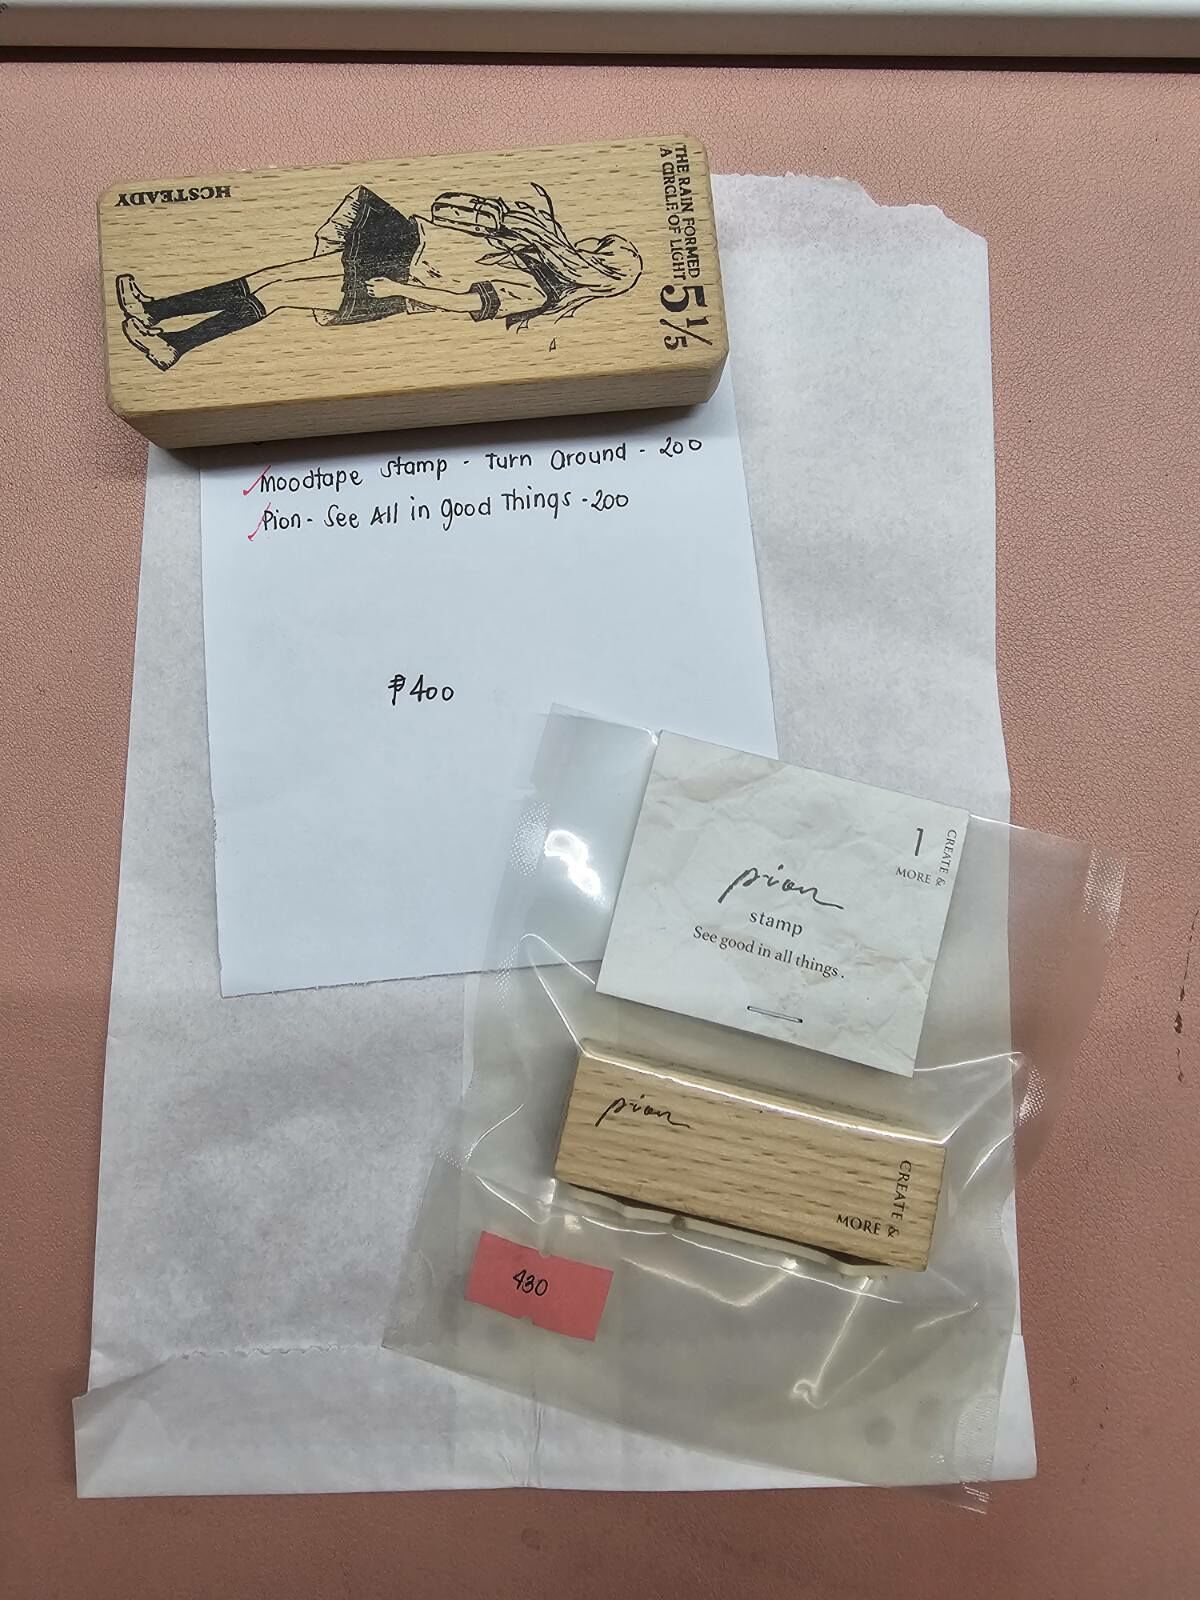 HCSTEADY
THE RAIN FORMED
A CIRCLE OF LIGHT
5 1/5
Moodtape Stamp - Turn Around - 200
Pion - See All in good Things - 200
₱400
1
CREATE &
MORE
pion
stamp
See good in all things.
pion
CREATE &
MORE
430